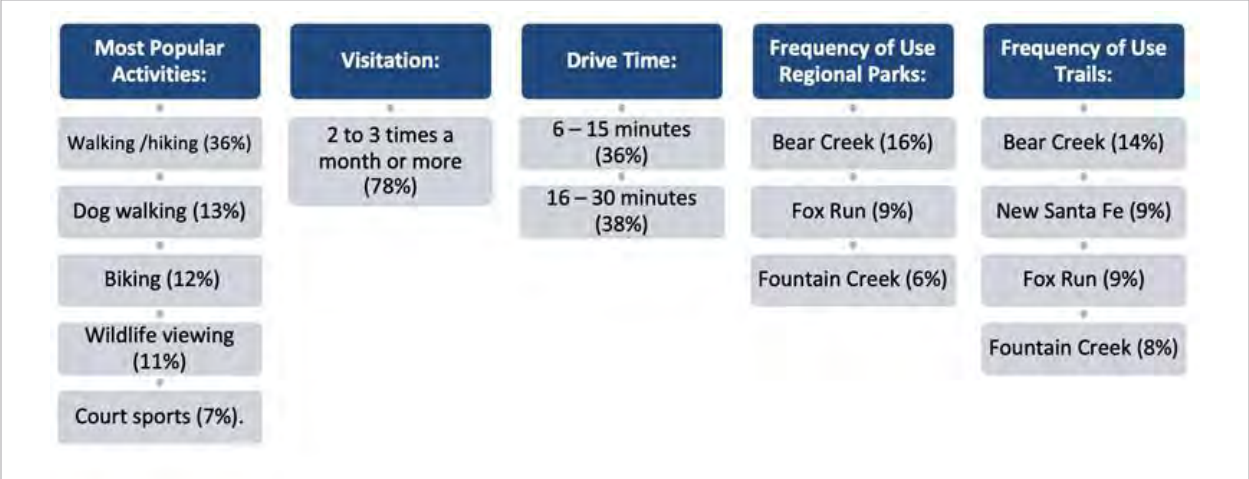 Most Popular
Activities:
Walking /hiking (36%)
Dog walking (13%)
Biking (12%)
Wildlife viewing
(11%)
Court sports (7%).
Visitation:
2 to 3 times a
month or more
(78%)
Drive Time:
6 – 15 minutes
(36%)
16 – 30 minutes
(38%)
Frequency of Use
Regional Parks:
Bear Creek (16%)
Fox Run (9%)
Fountain Creek (6%)
Frequency of Use
Trails:
Bear Creek (14%)
New Santa Fe (9%)
Fox Run (9%)
Fountain Creek (8%)